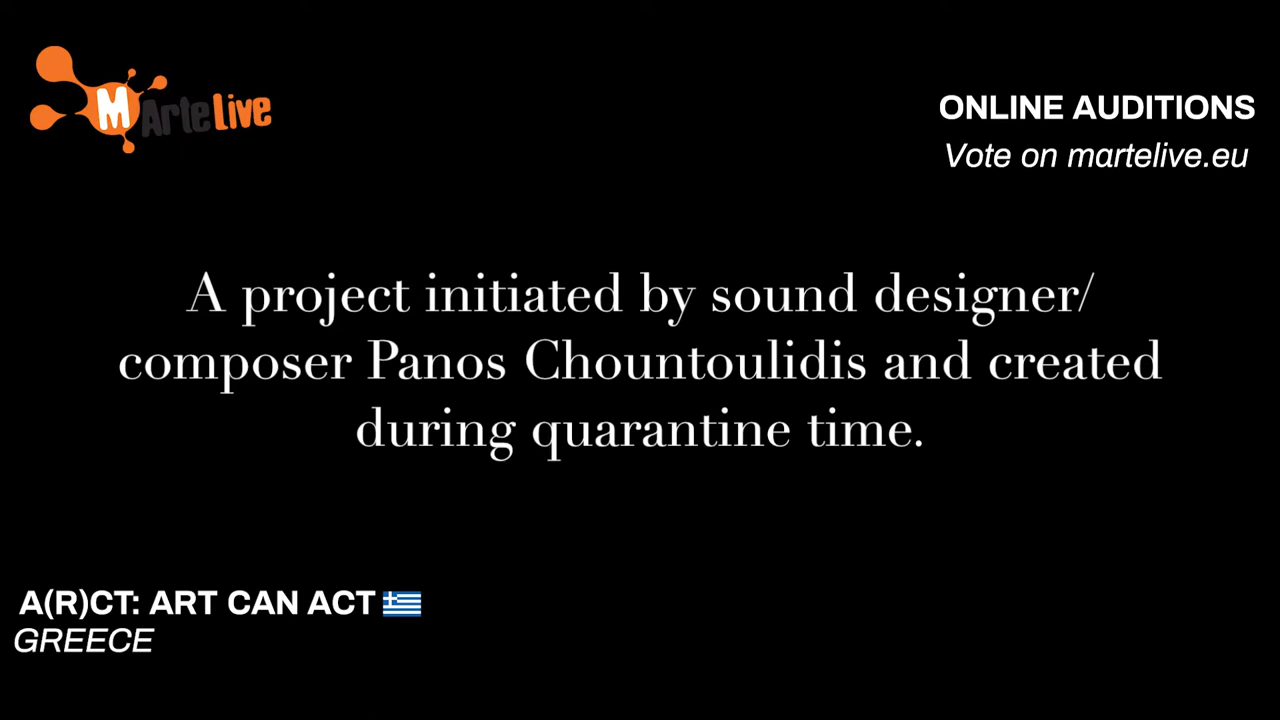 MArteLive
ONLINE AUDITIONS
Vote on martelive.eu
A project initiated by sound designer/
composer Panos Chountoulidis and created
during quarantine time.
A(R)CT: ART CAN ACT 🇬🇷
GREECE